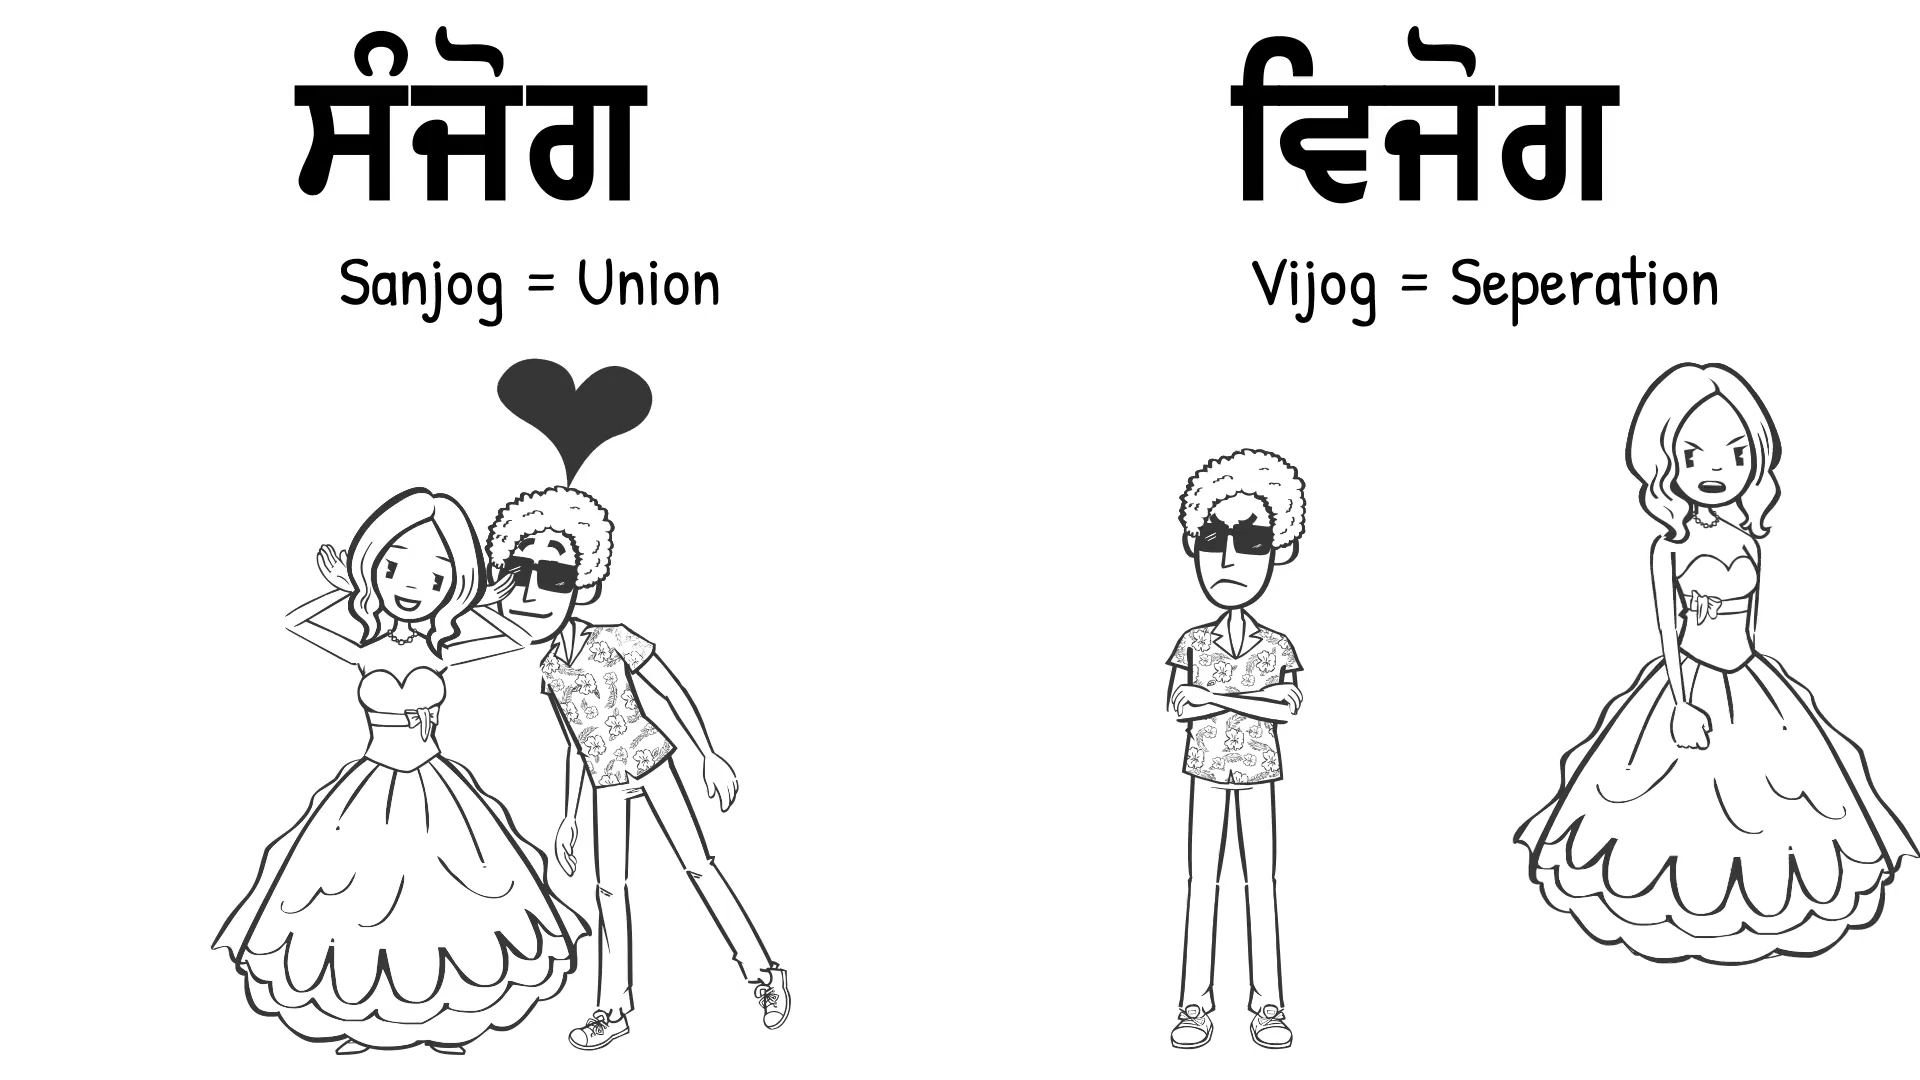 ਸੰਜੋਗ
Sanjog = Union
ਵਿਜੋਗ
Vijog = Seperation